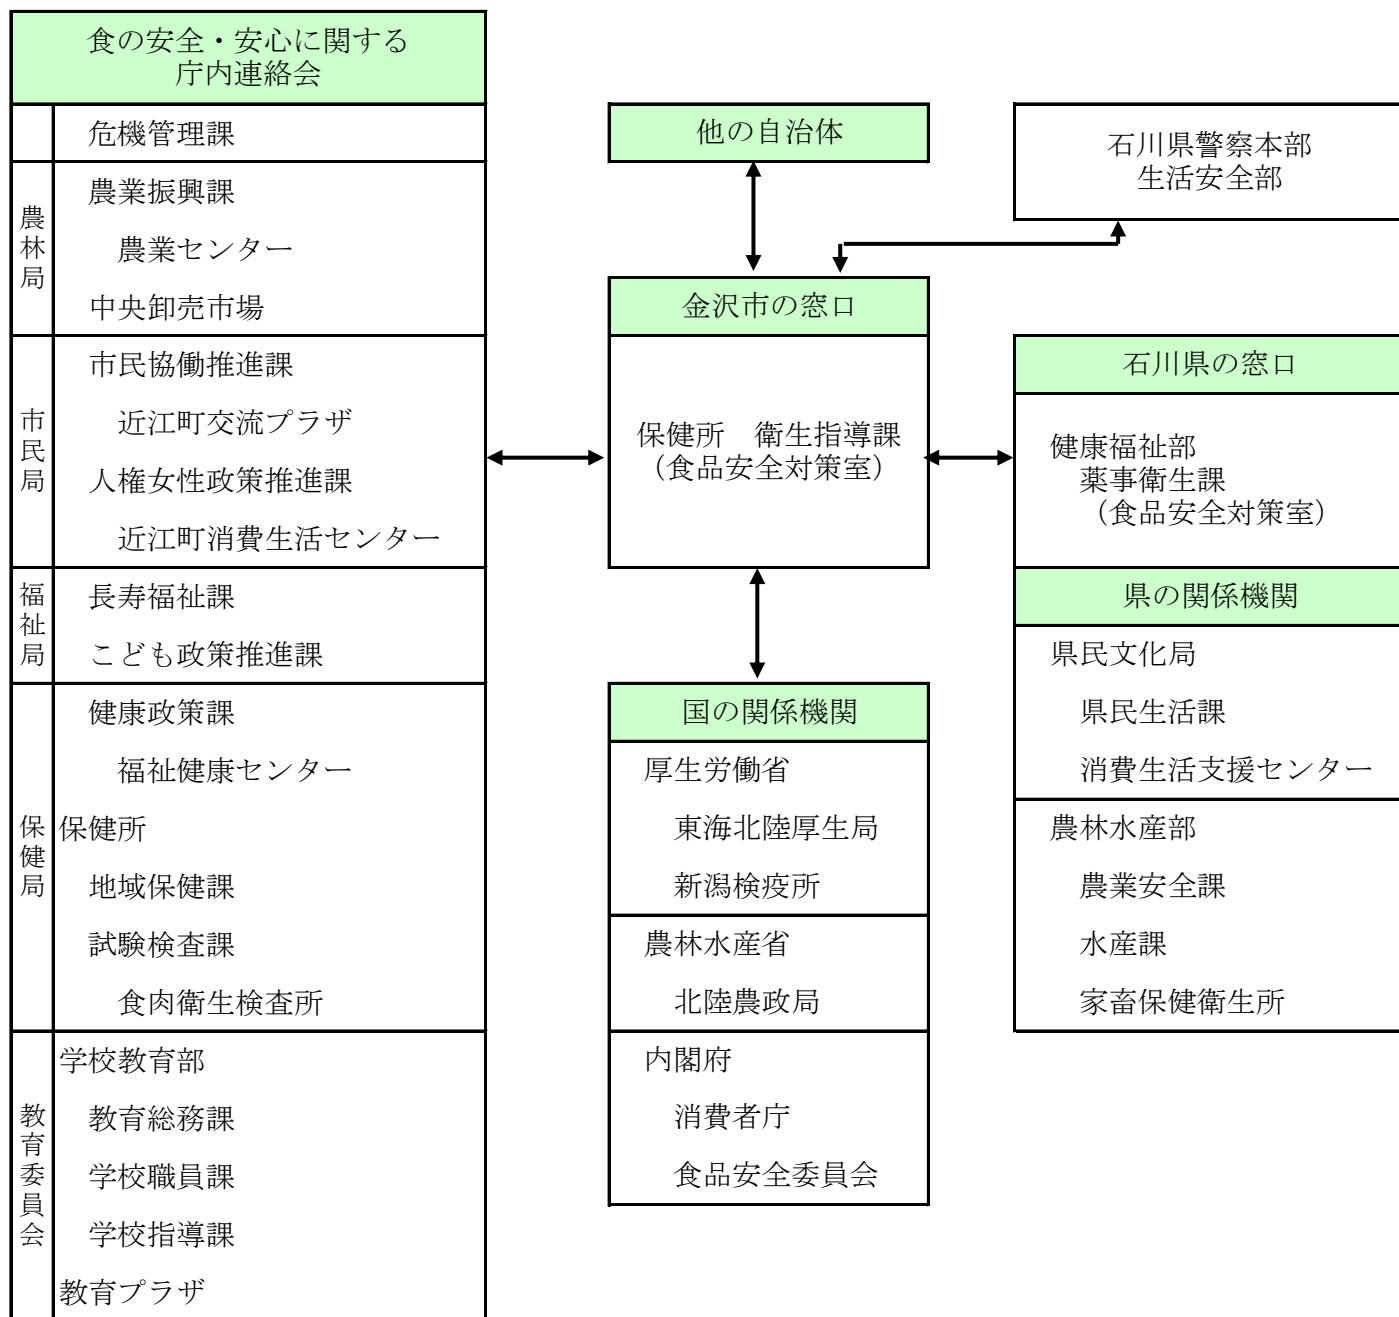 食の安全・安心に関する
庁内連絡会
危機管理課
農林局
農業振興課
農業センター
中央卸売市場
市民局
市民協働推進課
近江町交流プラザ
人権女性政策推進課
近江町消費生活センター
福祉局
長寿福祉課
こども政策推進課
保健局
健康政策課
福祉健康センター
保健所
地域保健課
試験検査課
食肉衛生検査所
教育委員会
学校教育部
教育総務課
学校職員課
学校指導課
教育プラザ
他の自治体
金沢市の窓口
保健所　衛生指導課
（食品安全対策室）
国の関係機関
厚生労働省
東海北陸厚生局
新潟検疫所
農林水産省
北陸農政局
内閣府
消費者庁
食品安全委員会
石川県警察本部
生活安全部
石川県の窓口
健康福祉部
薬事衛生課
（食品安全対策室）
県の関係機関
県民文化局
県民生活課
消費生活支援センター
農林水産部
農業安全課
水産課
家畜保健衛生所